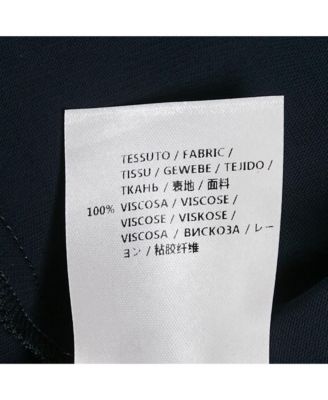 TESSUTO / FABRIC /
TISSU / GEWEBE / TEJIDO /
ТКАНЬ / 表地 / 面料
100% VISCOSA / VISCOSE /
VISCOSE / VISKOSE /
VISCOSA / ВИСКОЗА / レー
ヨン / 粘胶纤维